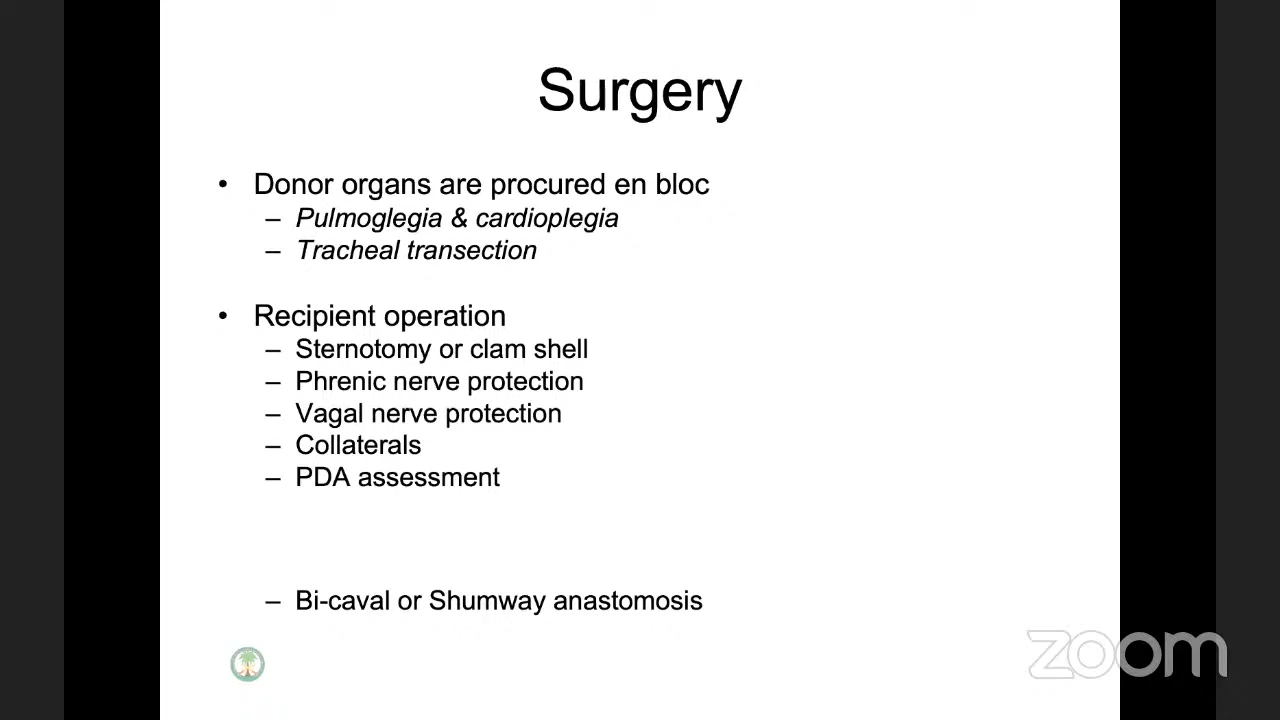 Surgery
• Donor organs are procured en bloc
– Pulmoglegia & cardioplegia
– Tracheal transection
• Recipient operation
– Sternotomy or clam shell
– Phrenic nerve protection
– Vagal nerve protection
– Collaterals
– PDA assessment
– Bi-caval or Shumway anastomosis
zoom